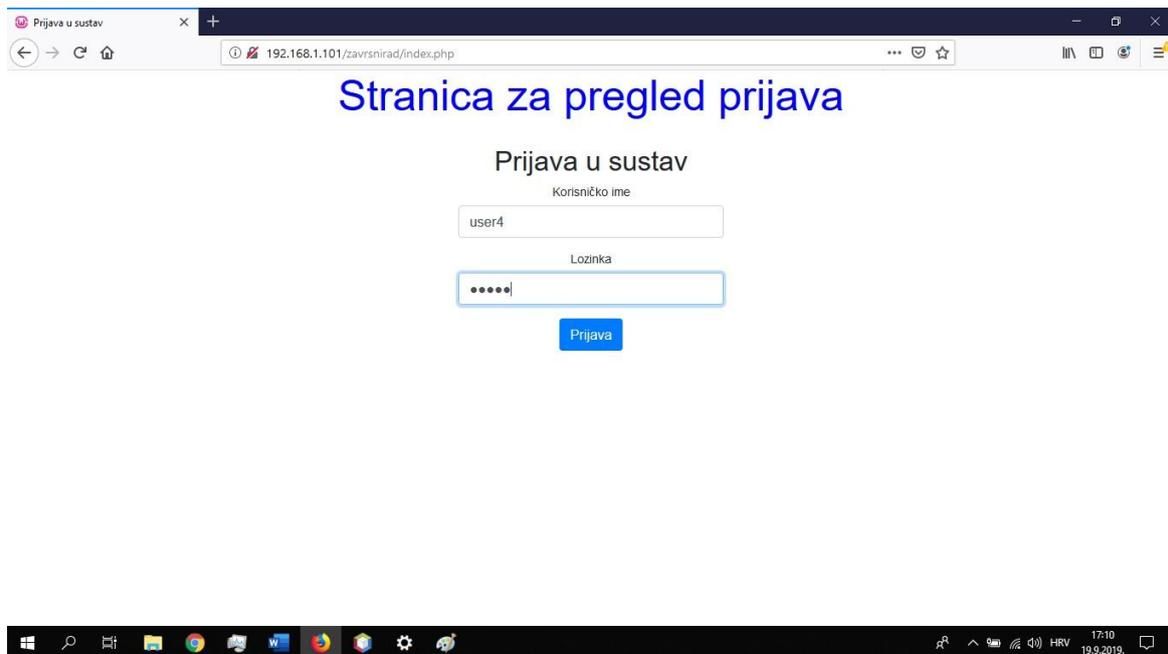 Prijava u sustav
192.168.1.101/zavrsnirad/index.php
Stranica za pregled prijava
Prijava u sustav
Korisničko ime
user4
Lozinka
●●●●●
Prijava
HRV
17:10
19.9.2019.